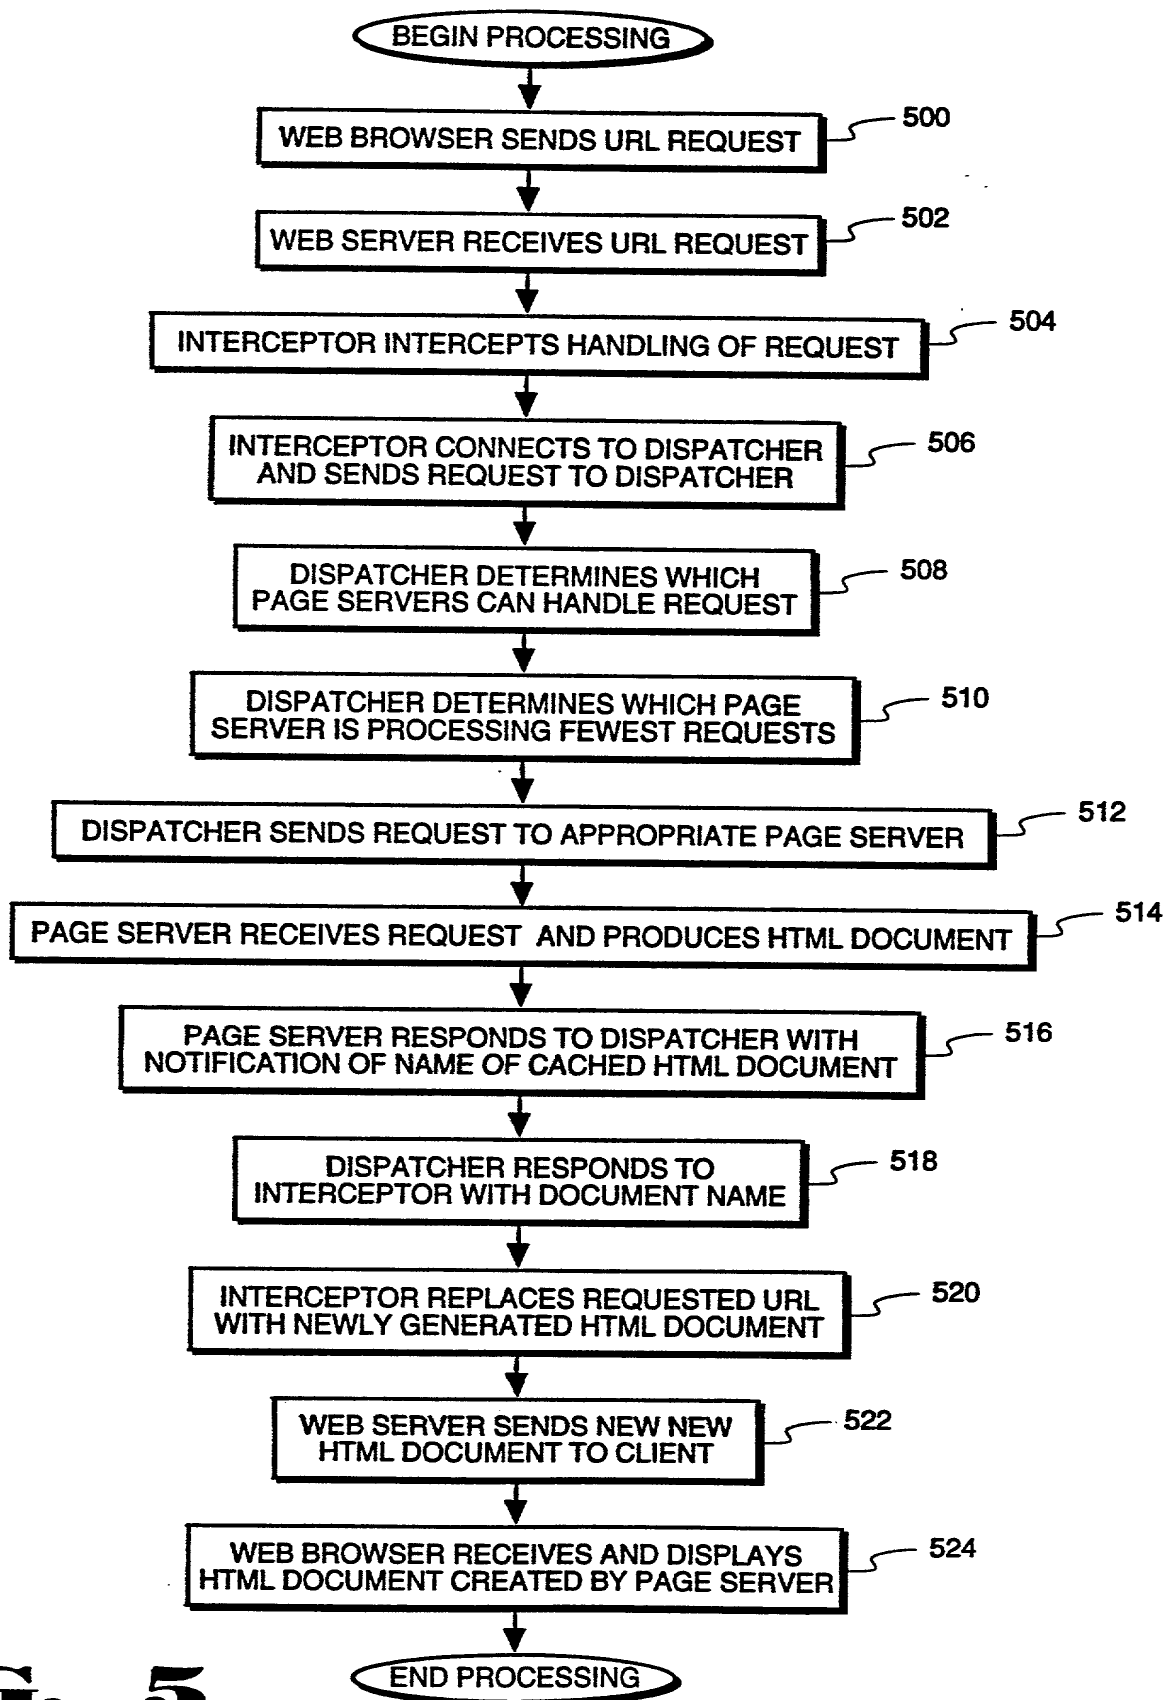 BEGIN PROCESSING
WEB BROWSER SENDS URL REQUEST
500
WEB SERVER RECEIVES URL REQUEST
502
INTERCEPTOR INTERCEPTS HANDLING OF REQUEST
504
INTERCEPTOR CONNECTS TO DISPATCHER
AND SENDS REQUEST TO DISPATCHER
506
DISPATCHER DETERMINES WHICH
PAGE SERVERS CAN HANDLE REQUEST
508
DISPATCHER DETERMINES WHICH PAGE
SERVER IS PROCESSING FEWEST REQUESTS
510
DISPATCHER SENDS REQUEST TO APPROPRIATE PAGE SERVER
512
PAGE SERVER RECEIVES REQUEST AND PRODUCES HTML DOCUMENT
514
PAGE SERVER RESPONDS TO DISPATCHER WITH
NOTIFICATION OF NAME OF CACHED HTML DOCUMENT
516
DISPATCHER RESPONDS TO
INTERCEPTOR WITH DOCUMENT NAME
518
INTERCEPTOR REPLACES REQUESTED URL
WITH NEWLY GENERATED HTML DOCUMENT
520
WEB SERVER SENDS NEW NEW
HTML DOCUMENT TO CLIENT
522
WEB BROWSER RECEIVES AND DISPLAYS
HTML DOCUMENT CREATED BY PAGE SERVER
524
END PROCESSING
5